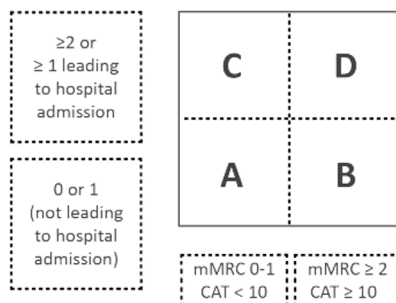 ≥2 or
≥ 1 leading
to hospital
admission
C D
0 or 1
(not leading
to hospital
admission)
A B
mMRC 0-1 mMRC ≥ 2
CAT < 10 CAT ≥ 10